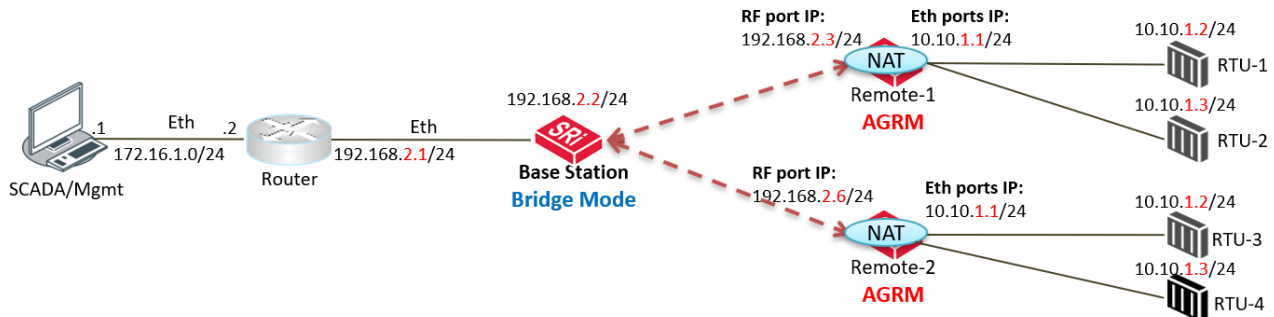 SCADA/Mgmt
.1
Eth
.2
172.16.1.0/24
Router
Eth
192.168.2.1/24
192.168.2.2/24
SRi
Base Station
Bridge Mode
RF port IP:
192.168.2.3/24
Eth ports IP:
10.10.1.1/24
NAT
Remote-1
AGRM
10.10.1.2/24
RTU-1
10.10.1.3/24
RTU-2
RF port IP:
192.168.2.6/24
Eth ports IP:
10.10.1.1/24
NAT
Remote-2
AGRM
10.10.1.2/24
RTU-3
10.10.1.3/24
RTU-4